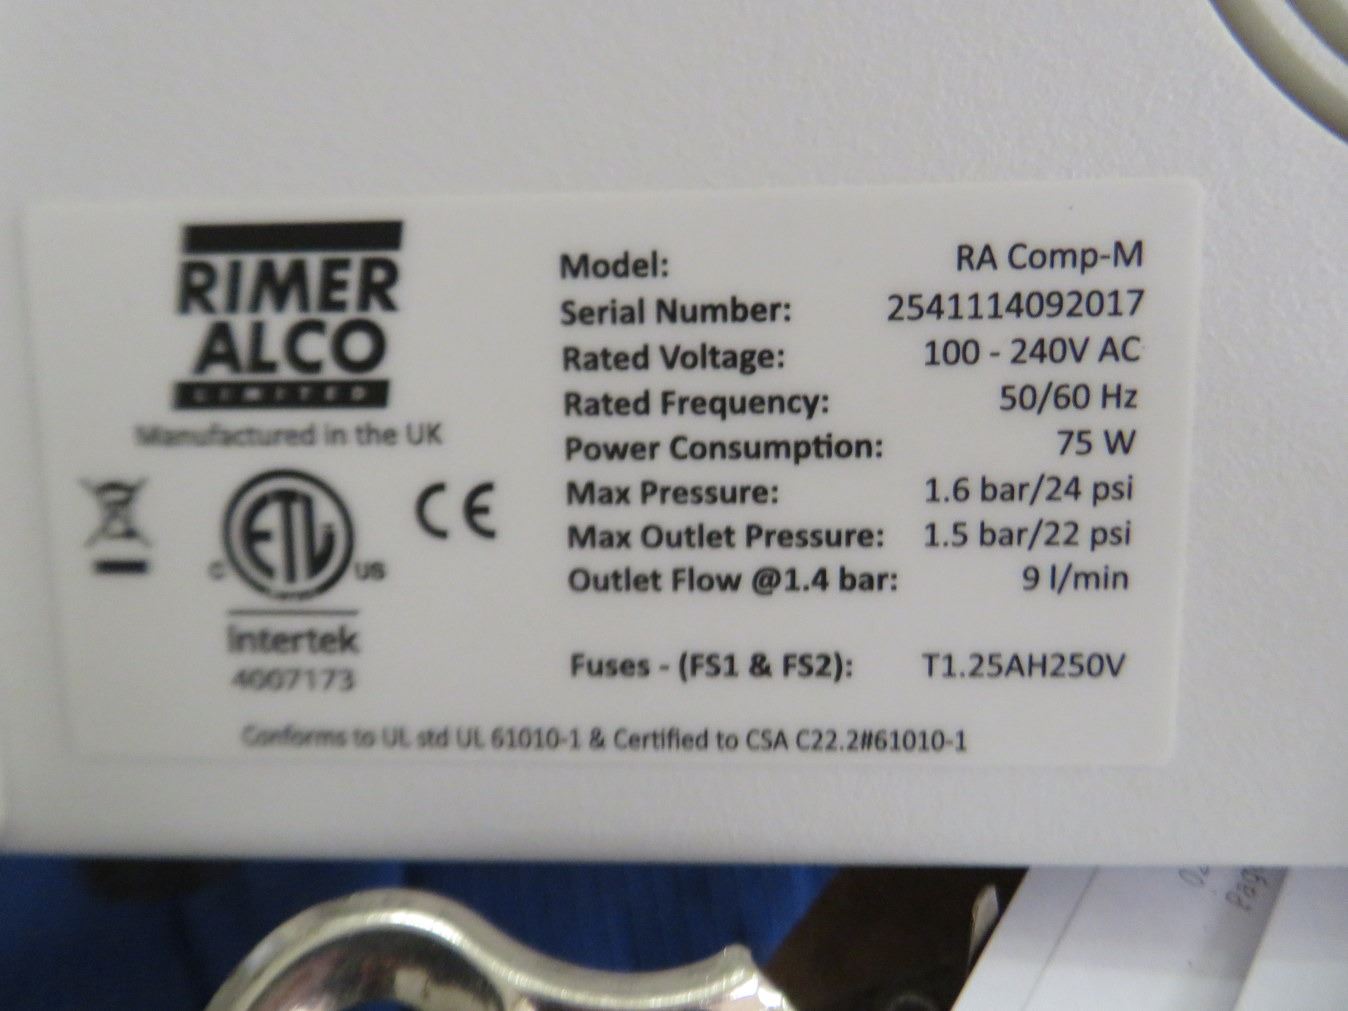 RIMER
ALCO
LIMITED
Manufactured in the UK
C ETL US
CE
Intertek
4007173
Model: RA Comp-M
Serial Number: 2541114092017
Rated Voltage: 100 - 240V AC
Rated Frequency: 50/60 Hz
Power Consumption: 75 W
Max Pressure: 1.6 bar/24 psi
Max Outlet Pressure: 1.5 bar/22 psi
Outlet Flow @1.4 bar: 9 l/min
Fuses - (FS1 & FS2): T1.25AH250V
Conforms to UL std UL 61010-1 & Certified to CSA C22.2#61010-1